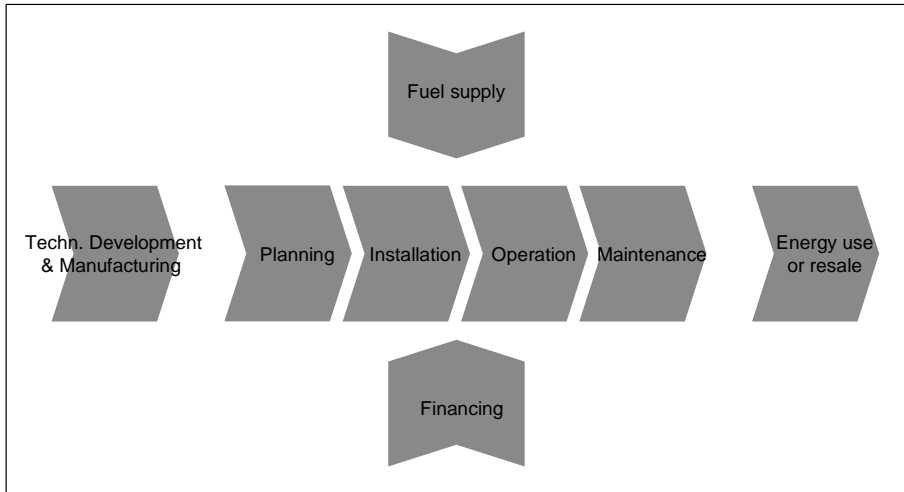 Fuel supply
Techn. Development
& Manufacturing
Planning
Installation
Operation
Maintenance
Energy use
or resale
Financing